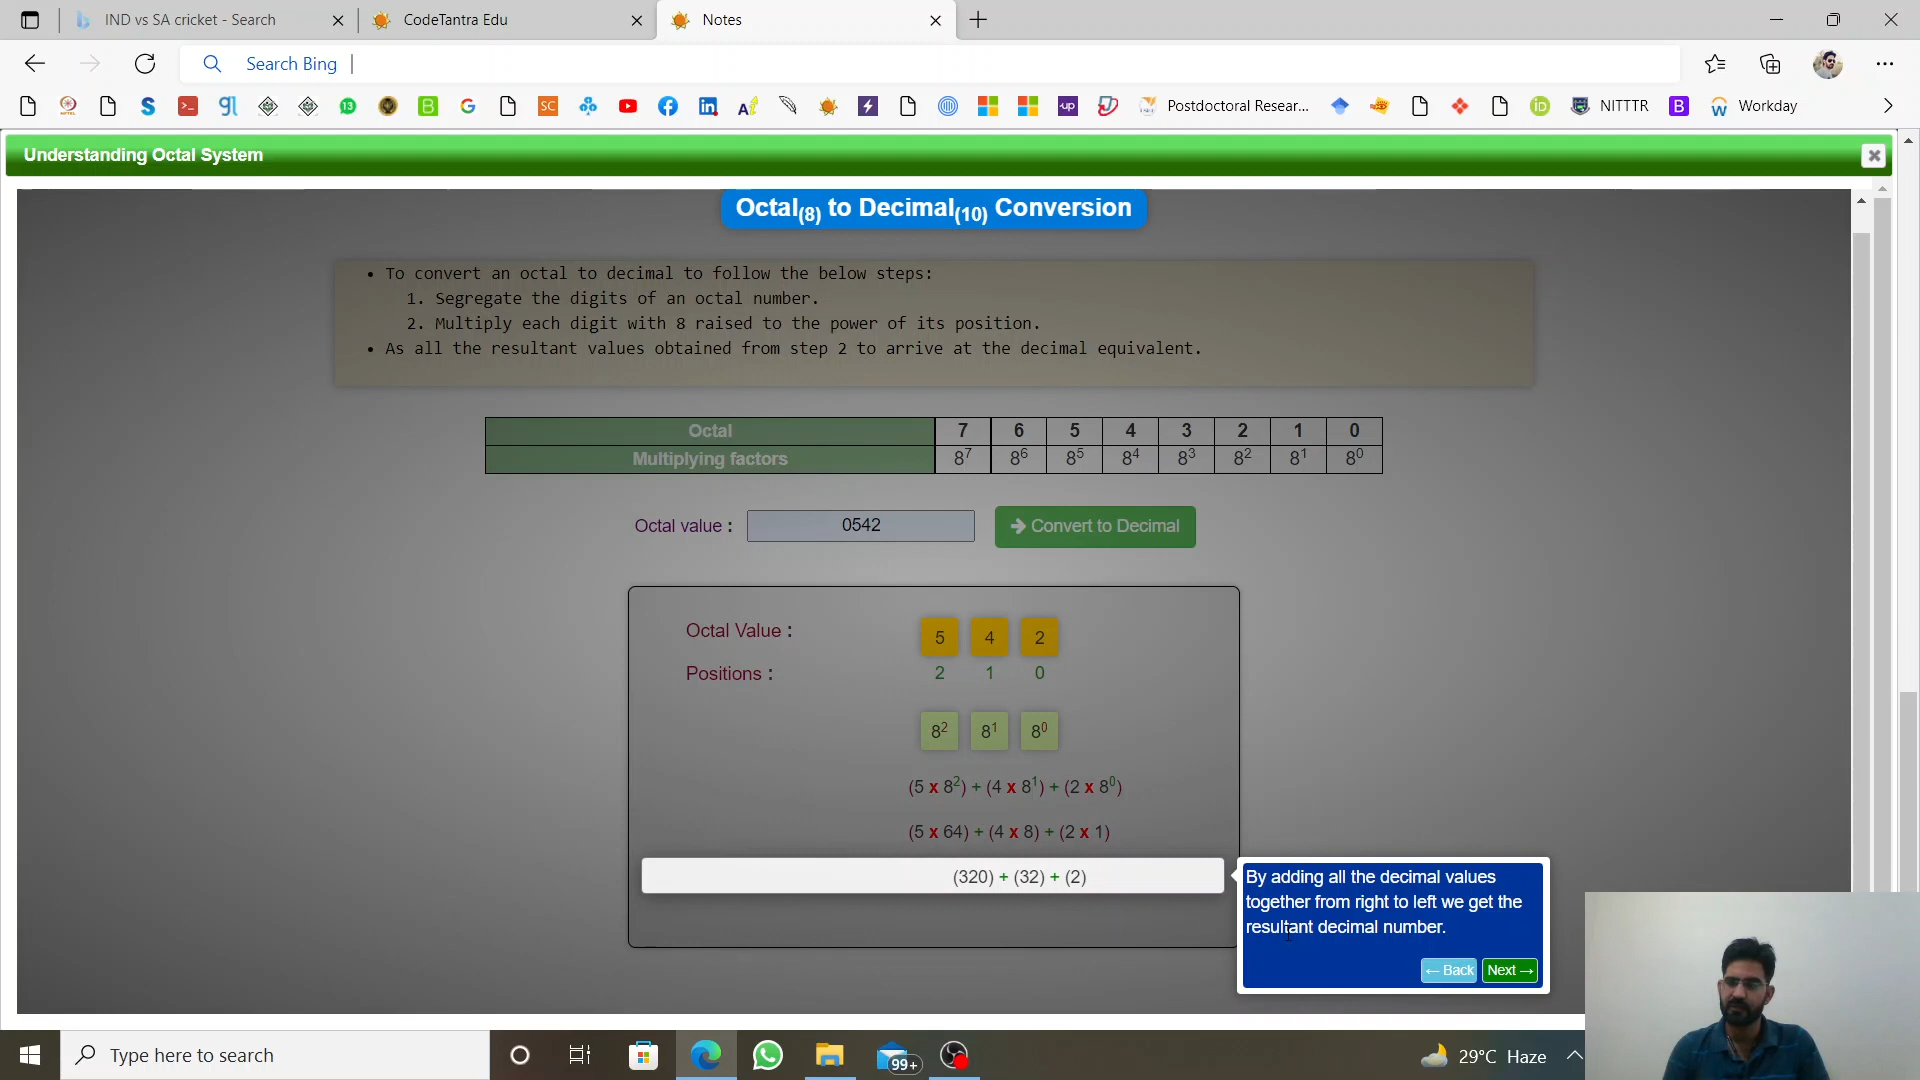 IND vs SA cricket - Search
CodeTantra Edu
Notes
Search Bing
Postdoctoral Resear...
NITTTR
Workday
Understanding Octal System
Octal(8) to Decimal(10) Conversion
• To convert an octal to decimal to follow the below steps:
1. Segregate the digits of an octal number.
2. Multiply each digit with 8 raised to the power of its position.
• As all the resultant values obtained from step 2 to arrive at the decimal equivalent.
Octal 7 6 5 4 3 2 1 0
Multiplying factors 8⁷ 8⁶ 8⁵ 8⁴ 8³ 8² 8¹ 8⁰
Octal value : 0542 Convert to Decimal
Octal Value : 5 4 2
Positions : 2 1 0
8² 8¹ 8⁰
(5 x 8²) + (4 x 8¹) + (2 x 8⁰)
(5 x 64) + (4 x 8) + (2 x 1)
(320) + (32) + (2)
By adding all the decimal values
together from right to left we get the
resultant decimal number.
← Back Next →
Type here to search
99+
29°C Haze